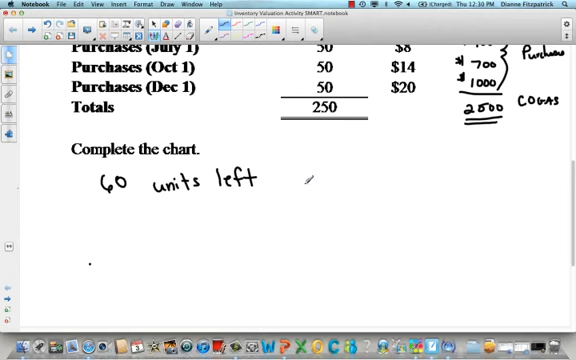 Notebook File Edit View Insert Format Tools Window Help (Charged) Thu 12:30 PM Dianne Fitzpatrick
Inventory Valuation Activity SMART.notebook
Purchases (July 1) 50 $8
Purchases (Oct 1) 50 $14 $700 Purchases
Purchases (Dec 1) 50 $20 $1000
Totals 250 2500 COGAS
Complete the chart.
60 units left